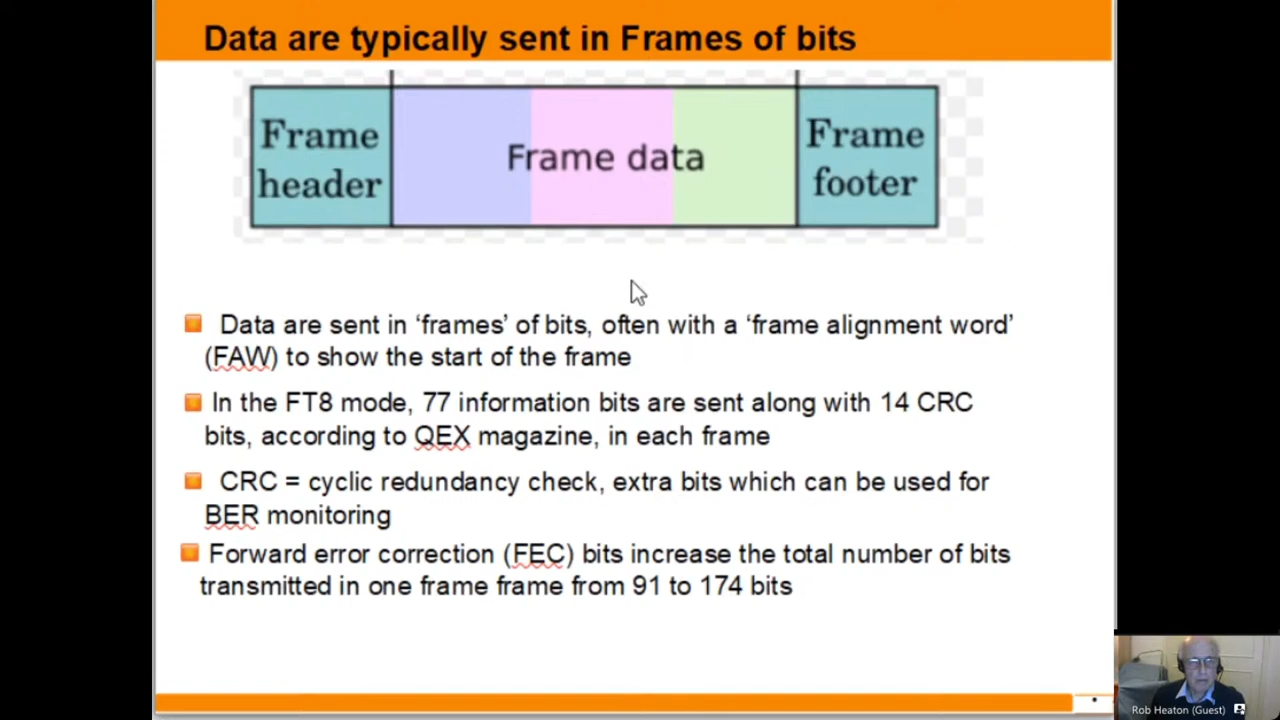 Data are typically sent in Frames of bits
Frame
header
Frame data
Frame
footer
Data are sent in ‘frames’ of bits, often with a ‘frame alignment word’
(FAW) to show the start of the frame
In the FT8 mode, 77 information bits are sent along with 14 CRC
bits, according to QEX magazine, in each frame
CRC = cyclic redundancy check, extra bits which can be used for
BER monitoring
Forward error correction (FEC) bits increase the total number of bits
transmitted in one frame frame from 91 to 174 bits
Rob Heaton (Guest)